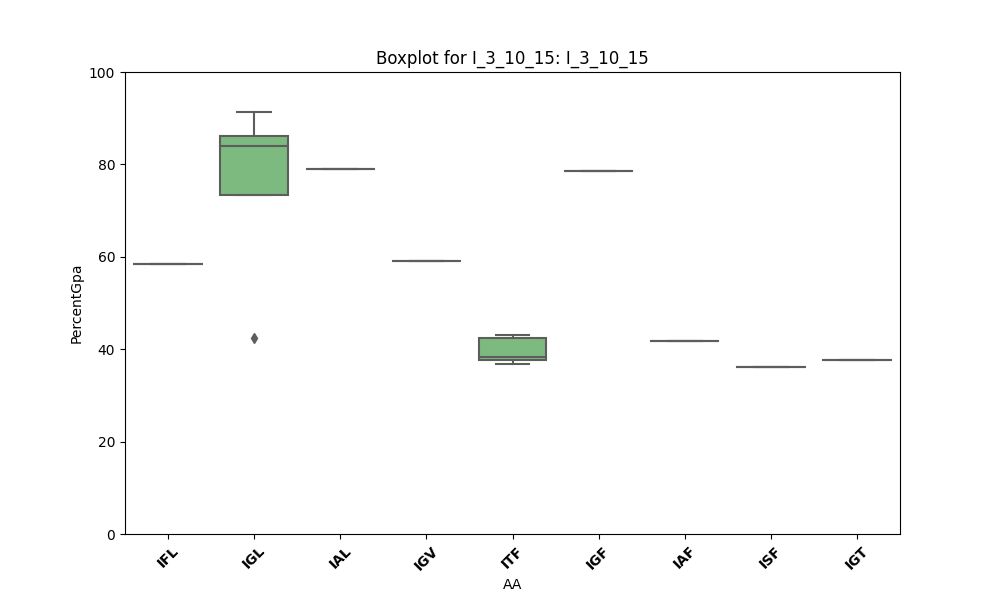 Boxplot for I_3_10_15: I_3_10_15
100
80
60
40
20
0
PercentGpa
IFL
IGL
IAL
IGV
ITF
IGF
IAF
ISF
IGT
AA